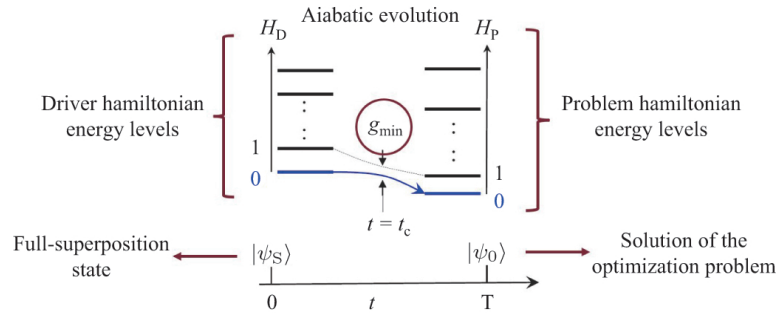 Aiabatic evolution
H_D
H_P
Driver hamiltonian
energy levels
Problem hamiltonian
energy levels
g_min
1
0
1
0
t = t_c
Full-superposition
state
|ψ_S⟩
|ψ_0⟩
Solution of the
optimization problem
0
t
T